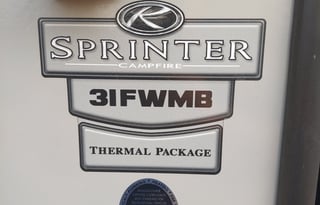 R
SPRINTER
CAMPFIRE
31FWMB
THERMAL PACKAGE